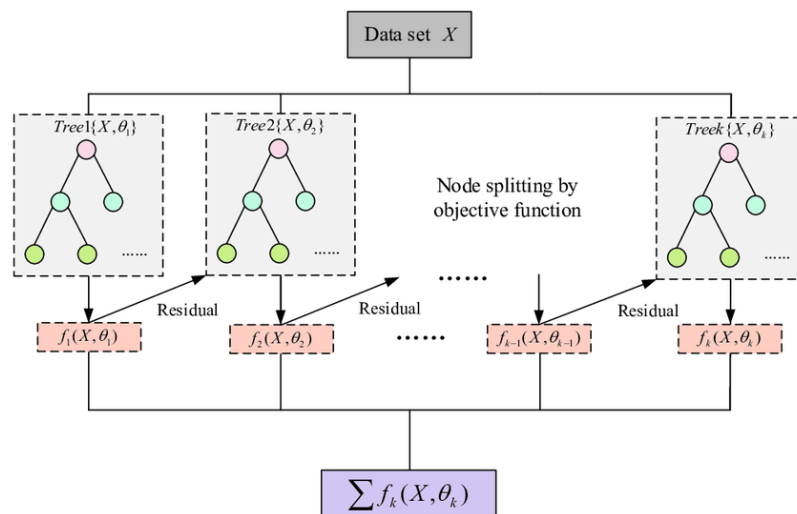 Data set X
Tree1{X,θ₁}
Tree2{X,θ₂}
Treek{X,θₖ}
Node splitting by
objective function
......
......
......
......
Residual
Residual
Residual
f₁(X,θ₁)
f₂(X,θ₂)
......
fₖ₋₁(X,θₖ₋₁)
fₖ(X,θₖ)
∑ fₖ(X,θₖ)